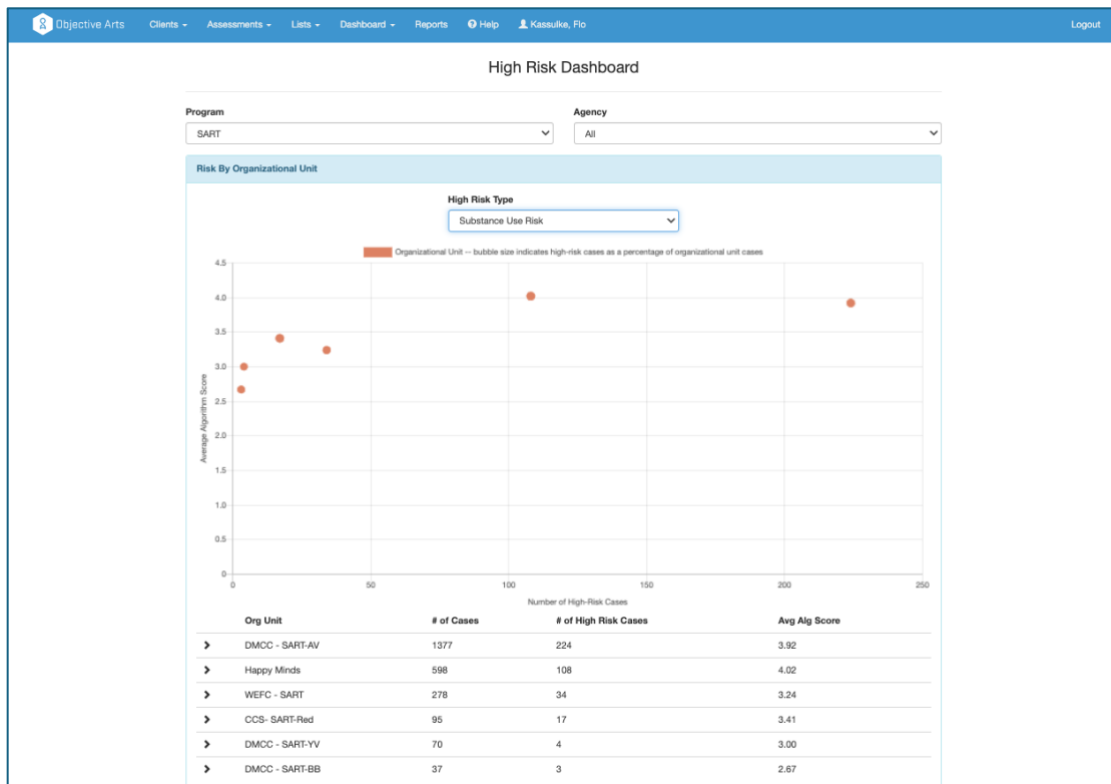 Objective Arts Clients Assessments Lists Dashboard Reports Help Kassulke, Flo Logout
High Risk Dashboard
Program Agency
SART All
Risk By Organizational Unit
High Risk Type
Substance Use Risk
Organizational Unit -- bubble size indicates high-risk cases as a percentage of organizational unit cases
4.5
4.0
3.5
3.0
2.5
2.0
1.5
1.0
0.5
0
Average Algorithm Score
0 50 100 150 200 250
Number of High-Risk Cases
Org Unit # of Cases # of High Risk Cases Avg Alg Score
DMCC - SART-AV 1377 224 3.92
Happy Minds 598 108 4.02
WEFC - SART 278 34 3.24
CCS- SART-Red 95 17 3.41
DMCC - SART-YV 70 4 3.00
DMCC - SART-BB 37 3 2.67